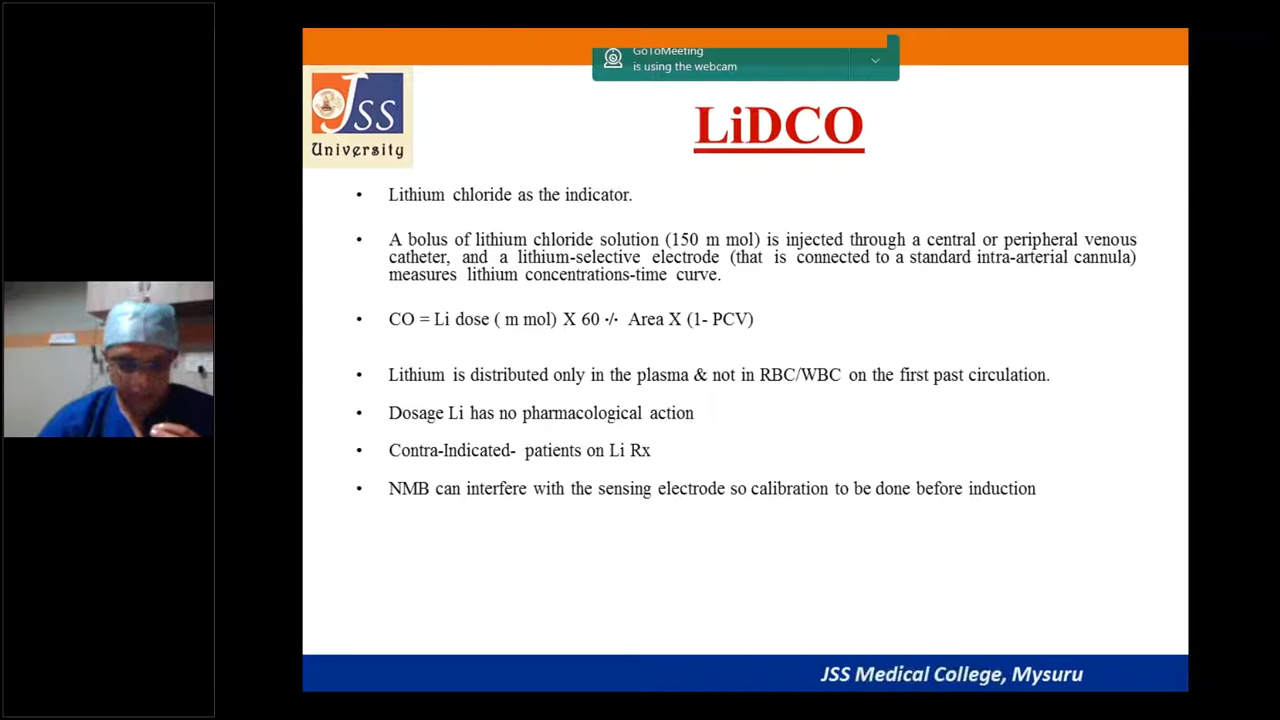 GoToMeeting
is using the webcam
JSS
University
LiDCO
• Lithium chloride as the indicator.
• A bolus of lithium chloride solution (150 m mol) is injected through a central or peripheral venous
catheter, and a lithium-selective electrode (that is connected to a standard intra-arterial cannula)
measures lithium concentrations-time curve.
• CO = Li dose ( m mol) X 60 ·/· Area X (1- PCV)
• Lithium is distributed only in the plasma & not in RBC/WBC on the first past circulation.
• Dosage Li has no pharmacological action
• Contra-Indicated- patients on Li Rx
• NMB can interfere with the sensing electrode so calibration to be done before induction
JSS Medical College, Mysuru